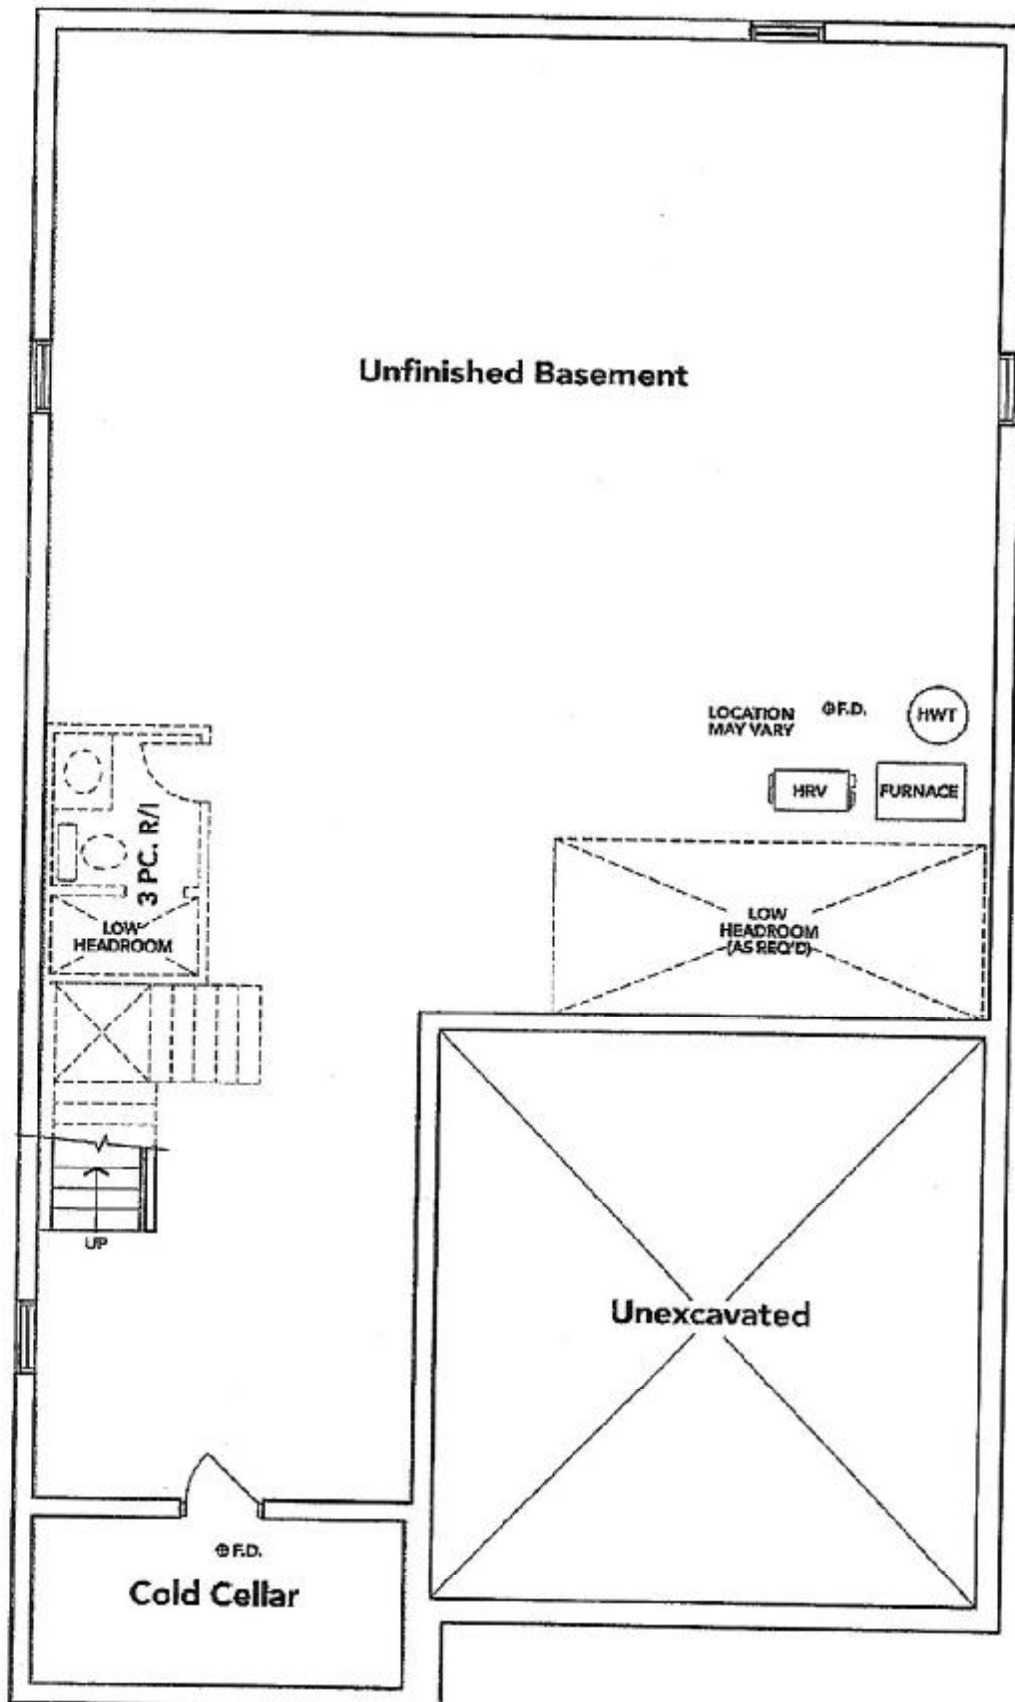 Unfinished Basement
LOCATION
MAY VARY
⊕F.D.
HWT
HRV
FURNACE
3 PC. R/I
LOW
HEADROOM
LOW
HEADROOM
(AS REQ'D)
UP
Unexcavated
⊕F.D.
Cold Cellar